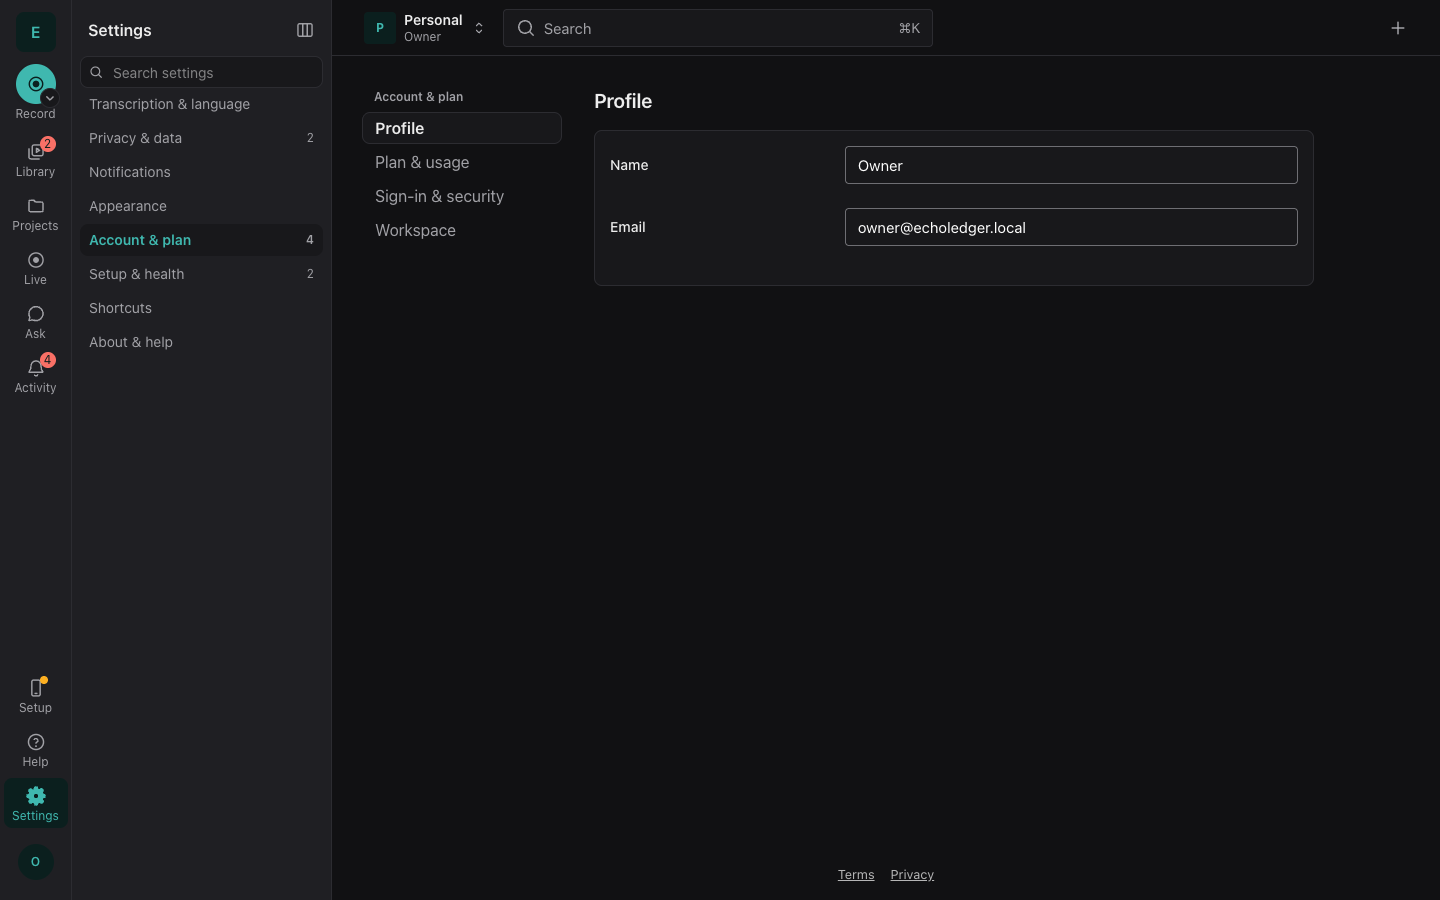 E
Record
2
Library
Projects
Live
Ask
4
Activity
Setup
Help
Settings
O
Settings
Search settings
Transcription & language
Privacy & data 2
Notifications
Appearance
Account & plan 4
Setup & health 2
Shortcuts
About & help
P
Personal
Owner
Search ⌘K
Account & plan
Profile
Plan & usage
Sign-in & security
Workspace
Profile
Name Owner
Email owner@echoledger.local
Terms Privacy